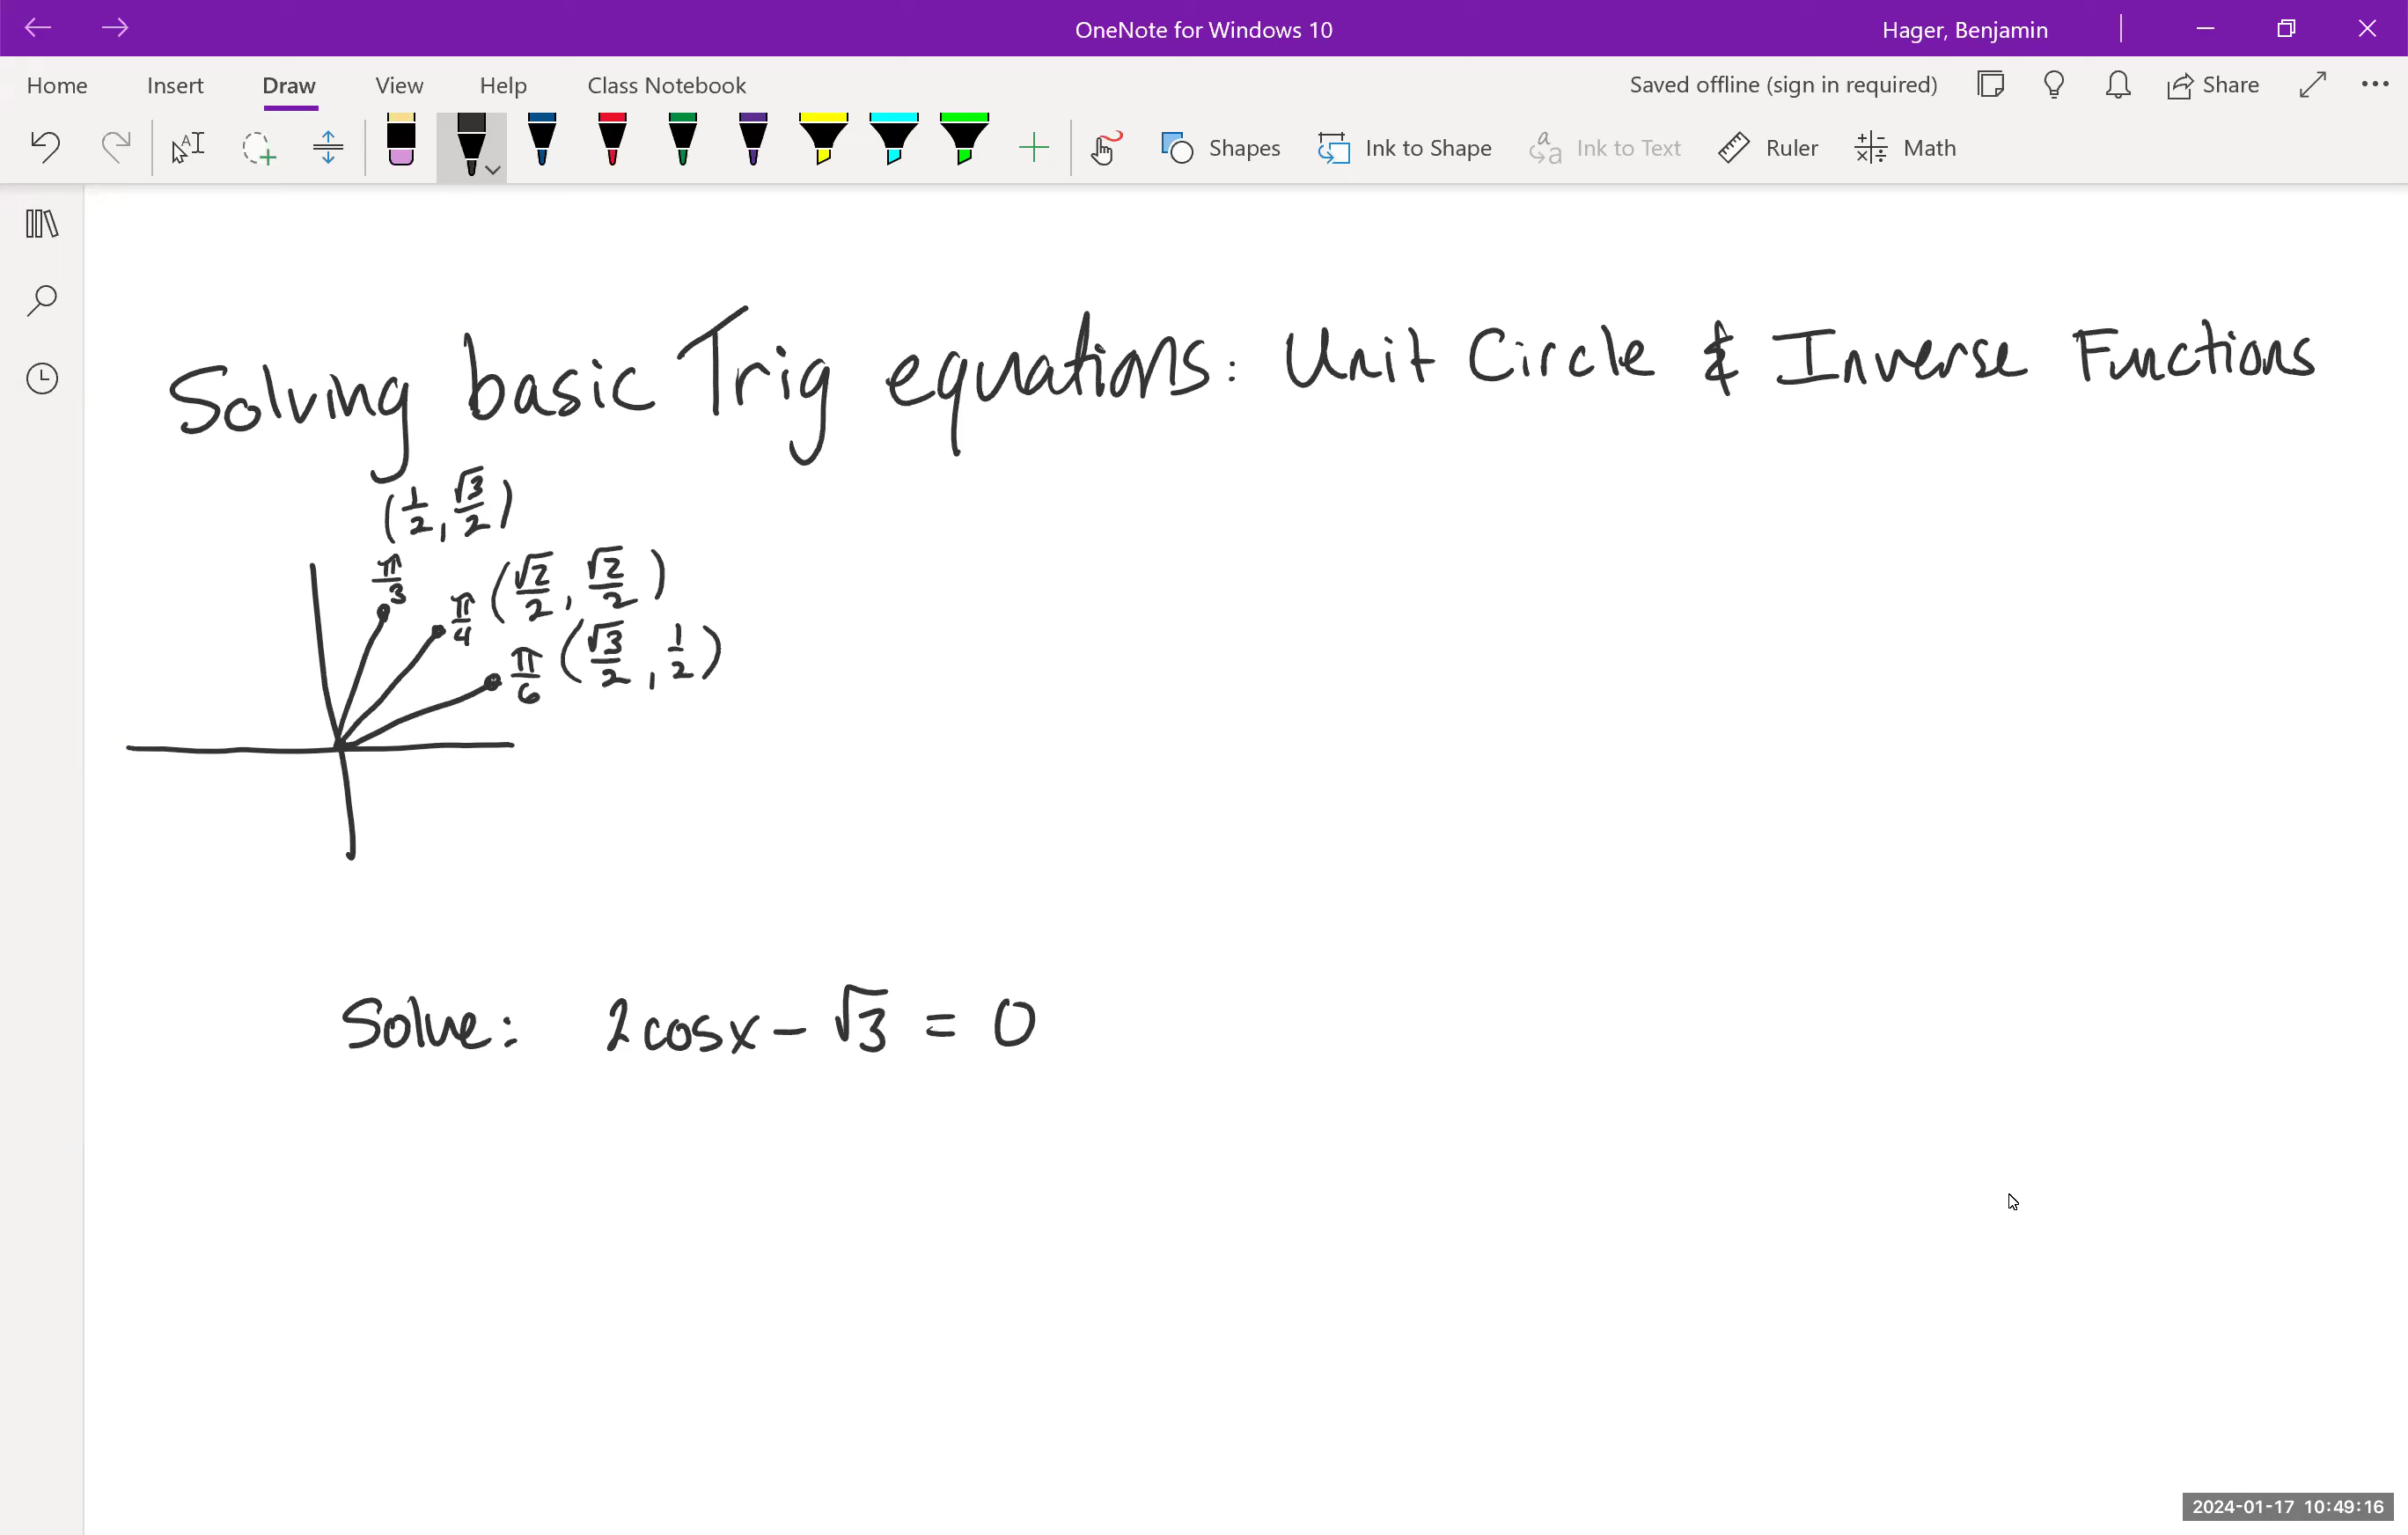 OneNote for Windows 10
Hager, Benjamin
Home Insert Draw View Help Class Notebook
Saved offline (sign in required) Share
Shapes Ink to Shape Ink to Text Ruler Math
Solving basic Trig equations: Unit Circle & Inverse Functions
(1/2, √3/2)
π/3
π/4 (√2/2, √2/2)
π/6 (√3/2, 1/2)
Solve: 2cosx - √3 = 0
2024-01-17 10:49:16